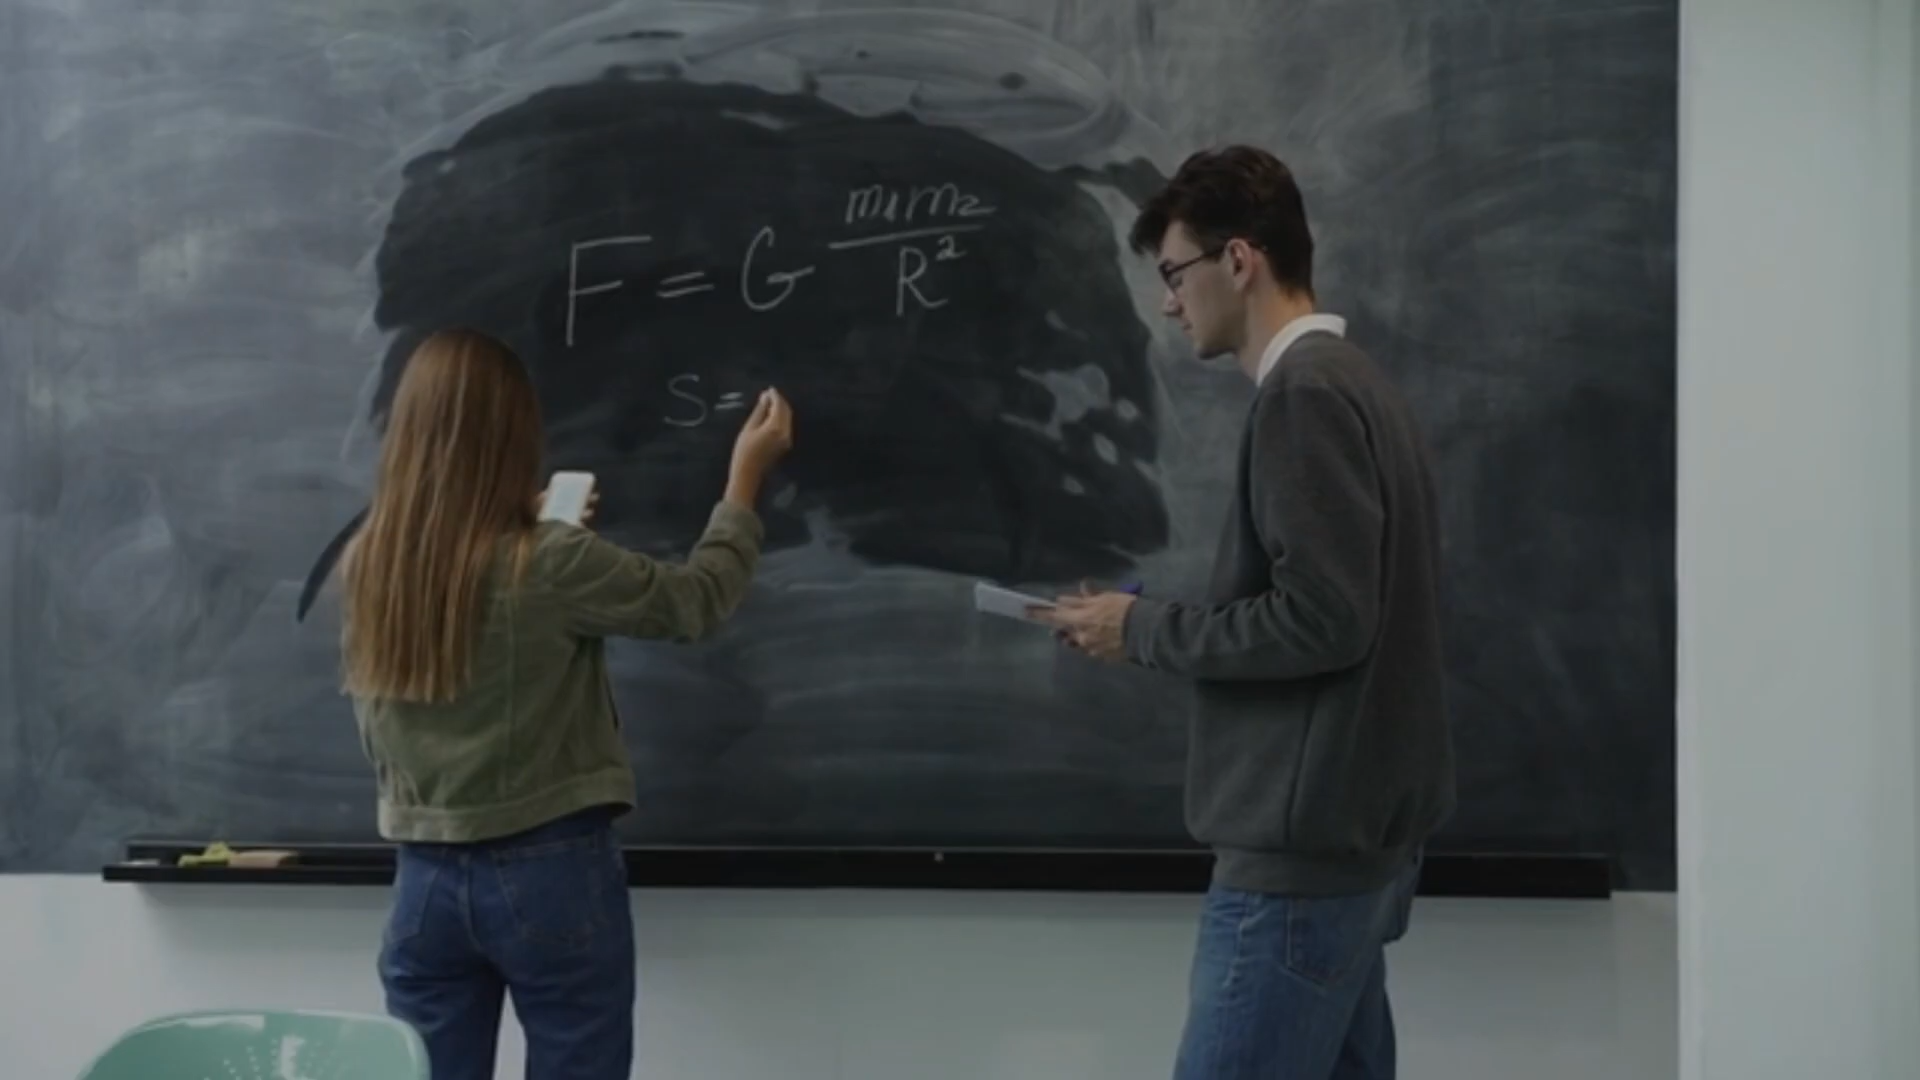 F = G m₁m₂/R²
S =